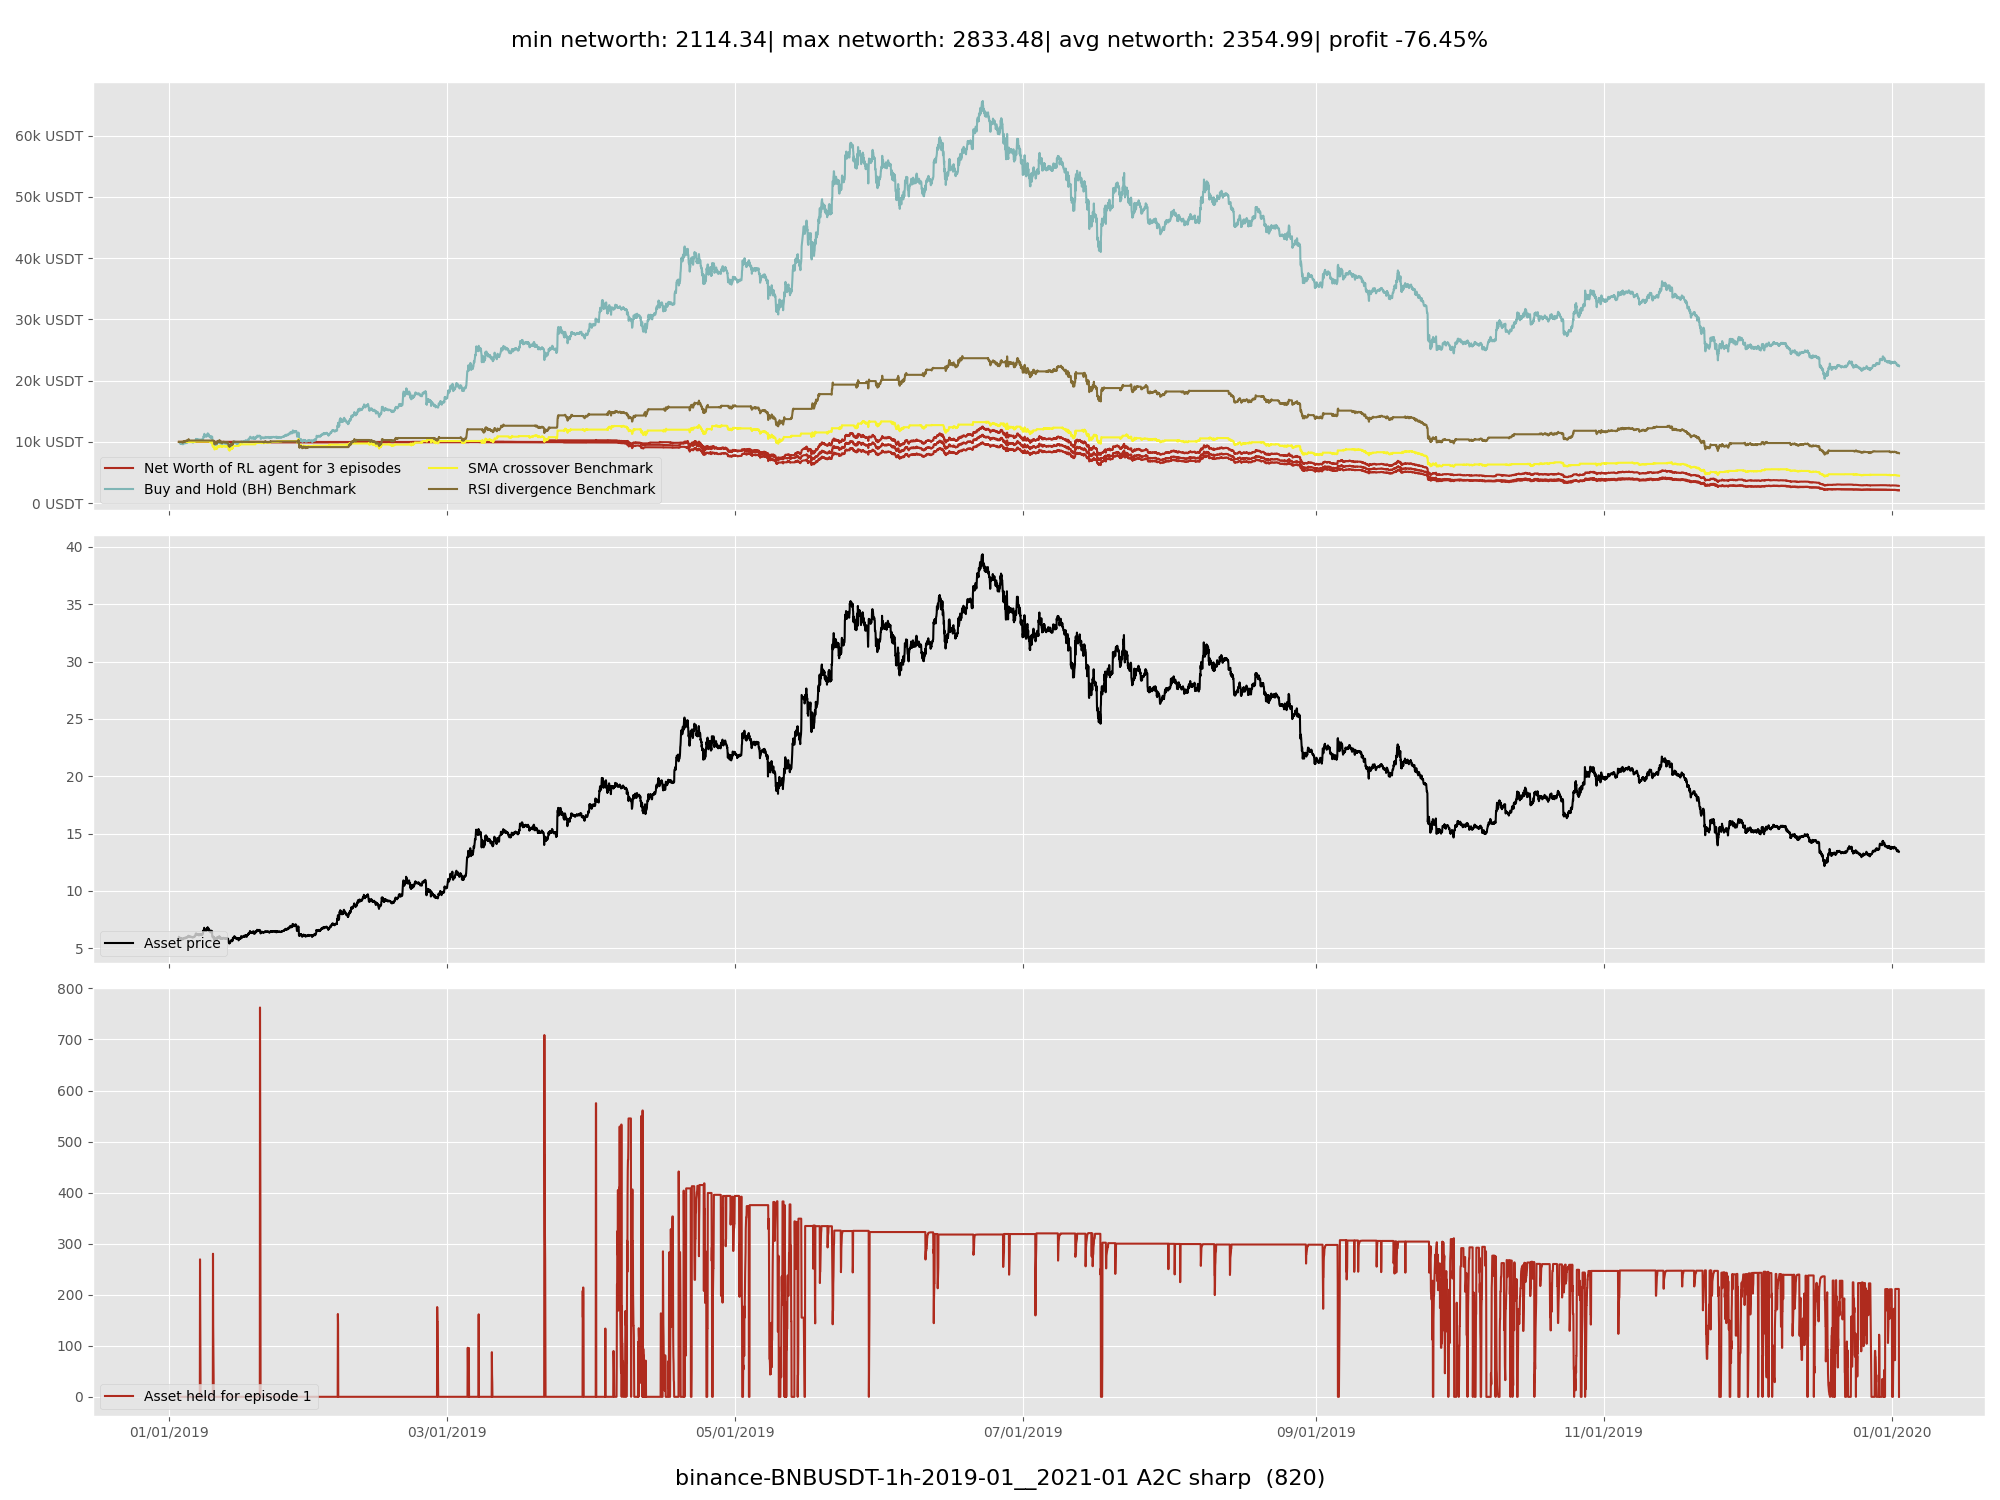 min networth: 2114.34| max networth: 2833.48| avg networth: 2354.99| profit -76.45%
60k USDT
50k USDT
40k USDT
30k USDT
20k USDT
10k USDT
0 USDT
Net Worth of RL agent for 3 episodes
Buy and Hold (BH) Benchmark
SMA crossover Benchmark
RSI divergence Benchmark
40
35
30
25
20
15
10
5
Asset price
800
700
600
500
400
300
200
100
0
Asset held for episode 1
01/01/2019 03/01/2019 05/01/2019 07/01/2019 09/01/2019 11/01/2019 01/01/2020
binance-BNBUSDT-1h-2019-01__2021-01 A2C sharp (820)